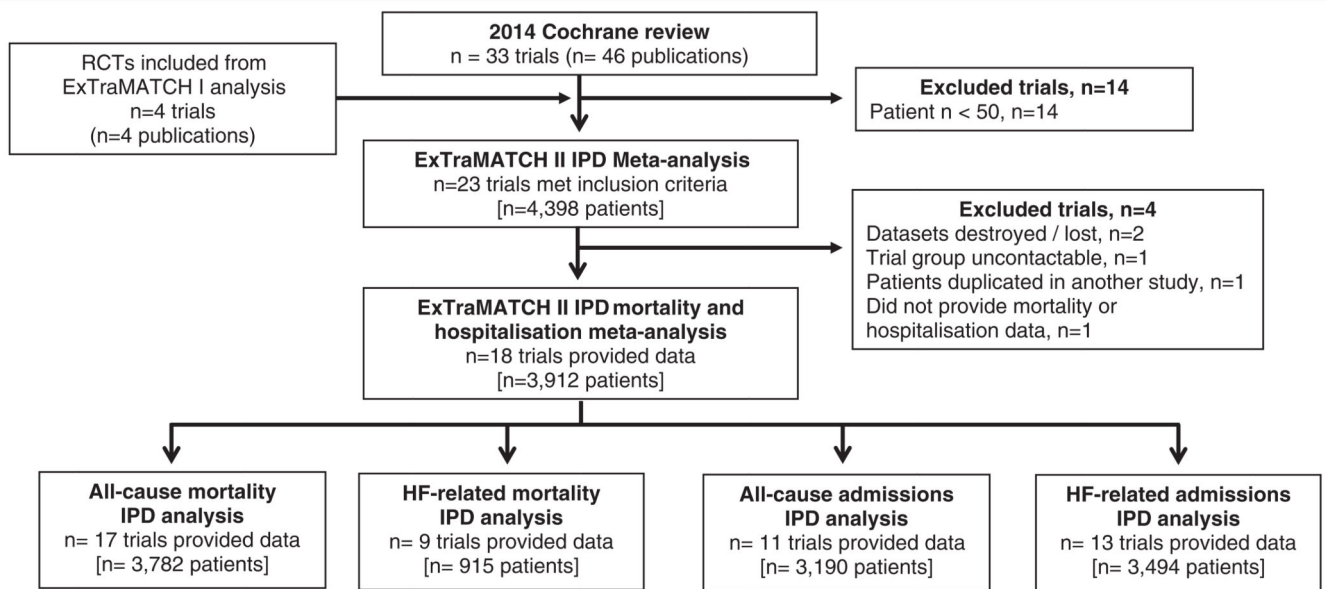 2014 Cochrane review
n = 33 trials (n= 46 publications)
RCTs included from
ExTraMATCH I analysis
n=4 trials
(n=4 publications)
Excluded trials, n=14
Patient n < 50, n=14
ExTraMATCH II IPD Meta-analysis
n=23 trials met inclusion criteria
[n=4,398 patients]
Excluded trials, n=4
Datasets destroyed / lost, n=2
Trial group uncontactable, n=1
Patients duplicated in another study, n=1
Did not provide mortality or
hospitalisation data, n=1
ExTraMATCH II IPD mortality and
hospitalisation meta-analysis
n=18 trials provided data
[n=3,912 patients]
All-cause mortality
IPD analysis
n= 17 trials provided data
[n= 3,782 patients]
HF-related mortality
IPD analysis
n= 9 trials provided data
[n= 915 patients]
All-cause admissions
IPD analysis
n= 11 trials provided data
[n= 3,190 patients]
HF-related admissions
IPD analysis
n= 13 trials provided data
[n= 3,494 patients]